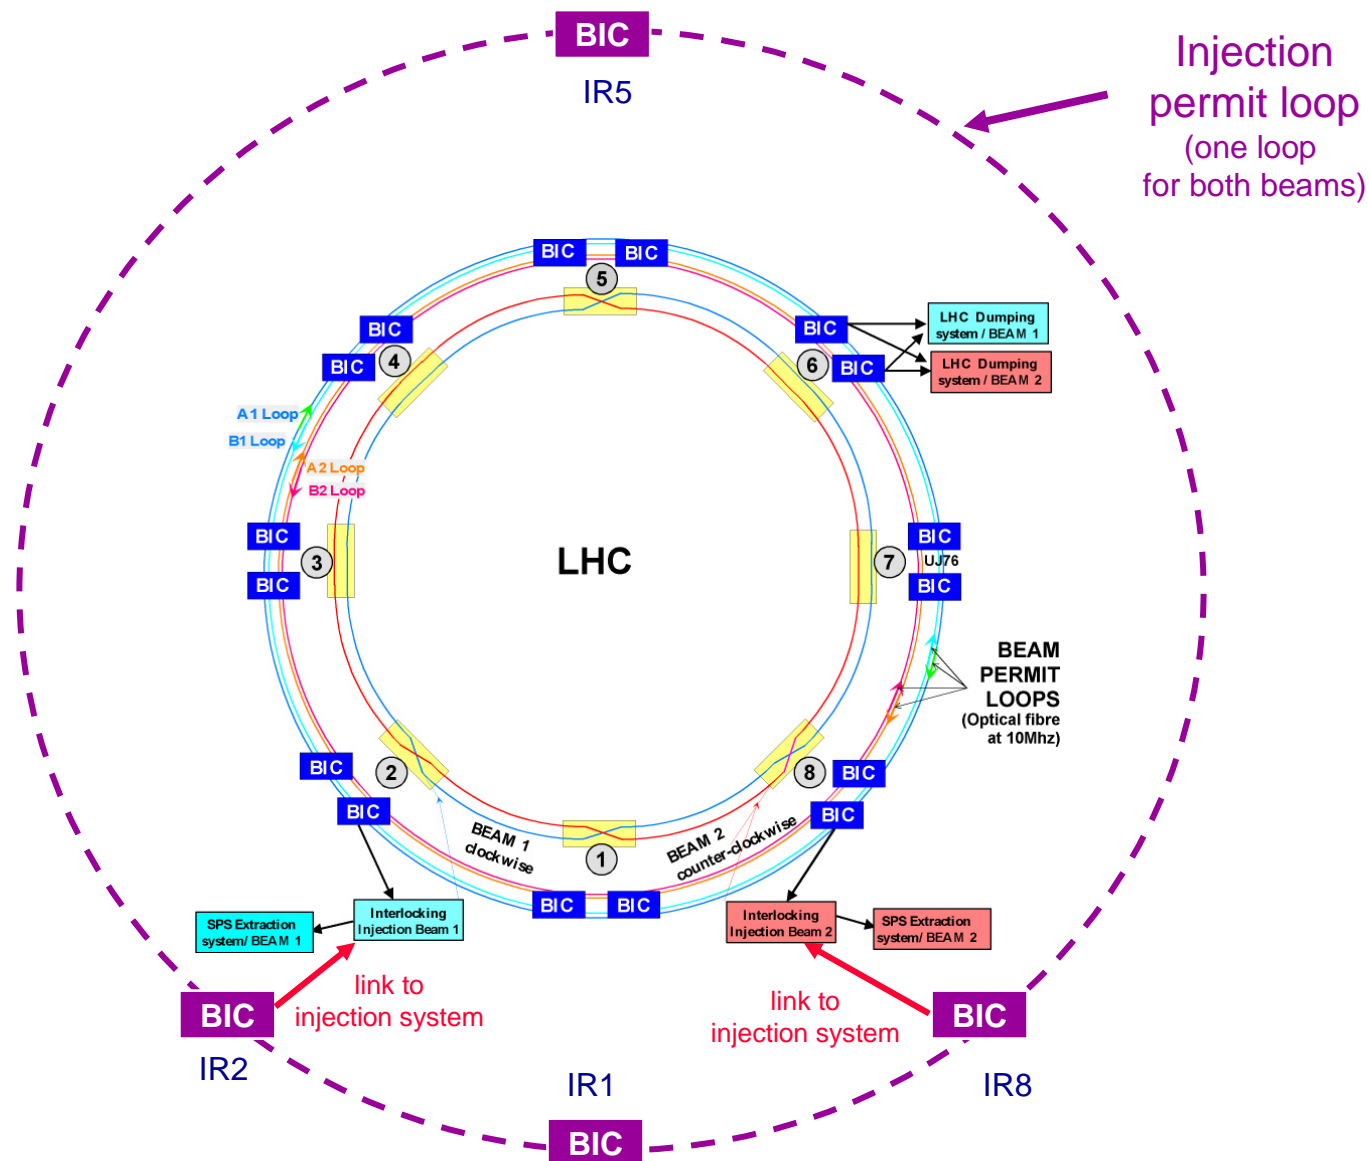 BIC
IR5
Injection
permit loop
(one loop
for both beams)
BIC
BIC
5
BIC
4
BIC
BIC
6
BIC
LHC Dumping
system / BEAM 1
LHC Dumping
system / BEAM 2
A1 Loop
B1 Loop
A2 Loop
B2 Loop
BIC
3
BIC
LHC
7
BIC
UJ76
BIC
BEAM
PERMIT
LOOPS
(Optical fibre
at 10Mhz)
BIC
2
BIC
8
BIC
BIC
BEAM 1
clockwise
1
BEAM 2
counter-clockwise
BIC
BIC
SPS Extraction
system/ BEAM 1
Interlocking
Injection Beam 1
Interlocking
Injection Beam 2
SPS Extraction
system/ BEAM 2
BIC
link to
injection system
link to
injection system
BIC
IR2
IR1
IR8
BIC